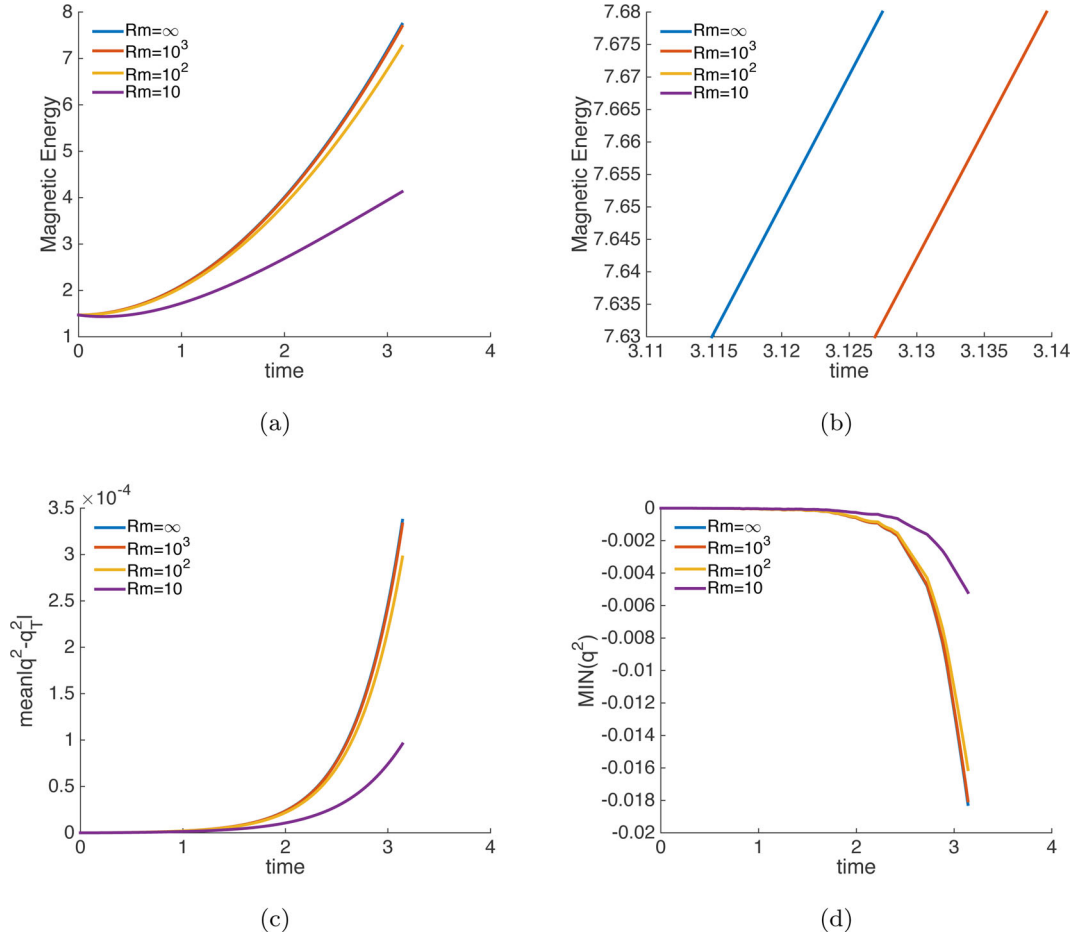 8
7
6
5
4
3
2
1
Magnetic Energy
Rm=∞
Rm=10³
Rm=10²
Rm=10
0
1
2
3
4
time
(a)
7.68
7.675
7.67
7.665
7.66
7.655
7.65
7.645
7.64
7.635
7.63
Magnetic Energy
Rm=∞
Rm=10³
Rm=10²
Rm=10
3.11
3.115
3.12
3.125
3.13
3.135
3.14
time
(b)
×10⁻⁴
3.5
3
2.5
2
1.5
1
0.5
0
mean|q²-q_T²|
Rm=∞
Rm=10³
Rm=10²
Rm=10
0
1
2
3
4
time
(c)
0
-0.002
-0.004
-0.006
-0.008
-0.01
-0.012
-0.014
-0.016
-0.018
-0.02
MIN(q²)
Rm=∞
Rm=10³
Rm=10²
Rm=10
0
1
2
3
4
time
(d)